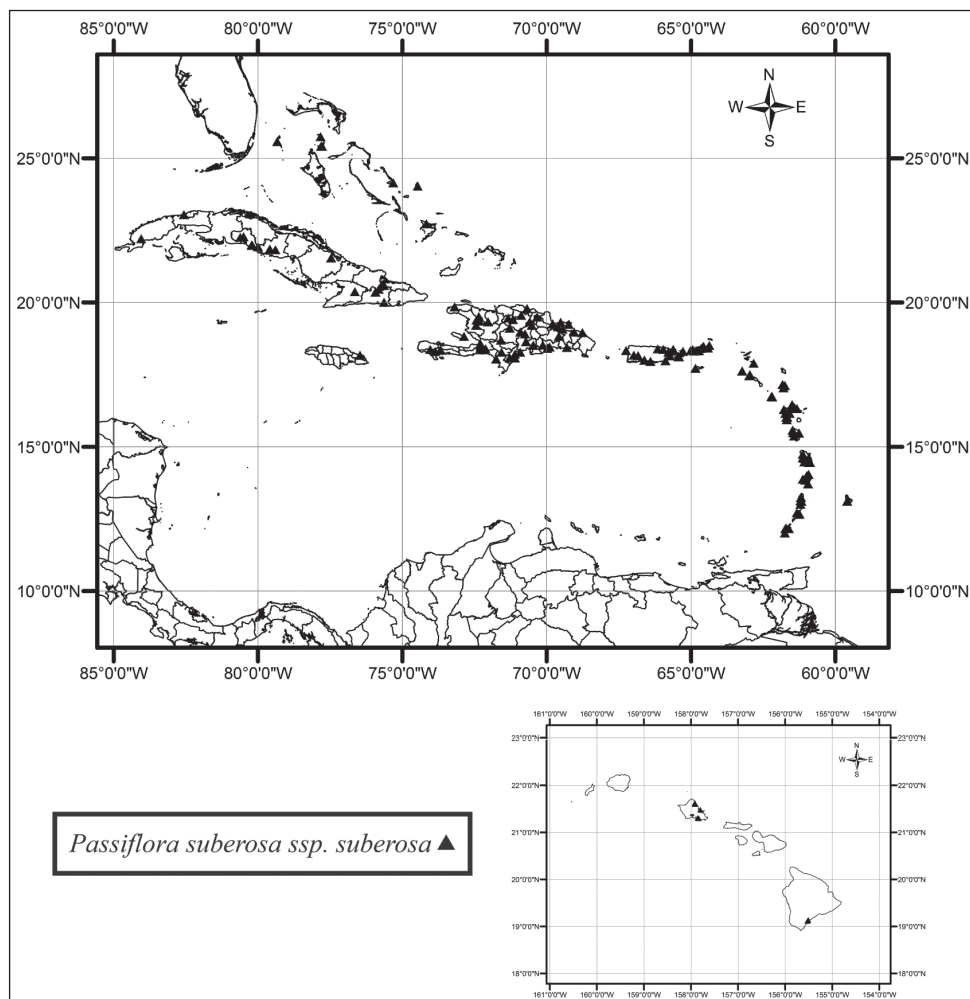 85°0'0"W 80°0'0"W 75°0'0"W 70°0'0"W 65°0'0"W 60°0'0"W
N
W E
S
25°0'0"N 25°0'0"N
20°0'0"N 20°0'0"N
15°0'0"N 15°0'0"N
10°0'0"N 10°0'0"N
85°0'0"W 80°0'0"W 75°0'0"W 70°0'0"W 65°0'0"W 60°0'0"W
161°0'0"W 160°0'0"W 159°0'0"W 158°0'0"W 157°0'0"W 156°0'0"W 155°0'0"W 154°0'0"W
23°0'0"N 23°0'0"N
N
W E
S
22°0'0"N 22°0'0"N
21°0'0"N 21°0'0"N
Passiflora suberosa ssp. suberosa
20°0'0"N 20°0'0"N
19°0'0"N 19°0'0"N
18°0'0"N 18°0'0"N
161°0'0"W 160°0'0"W 159°0'0"W 158°0'0"W 157°0'0"W 156°0'0"W 155°0'0"W 154°0'0"W